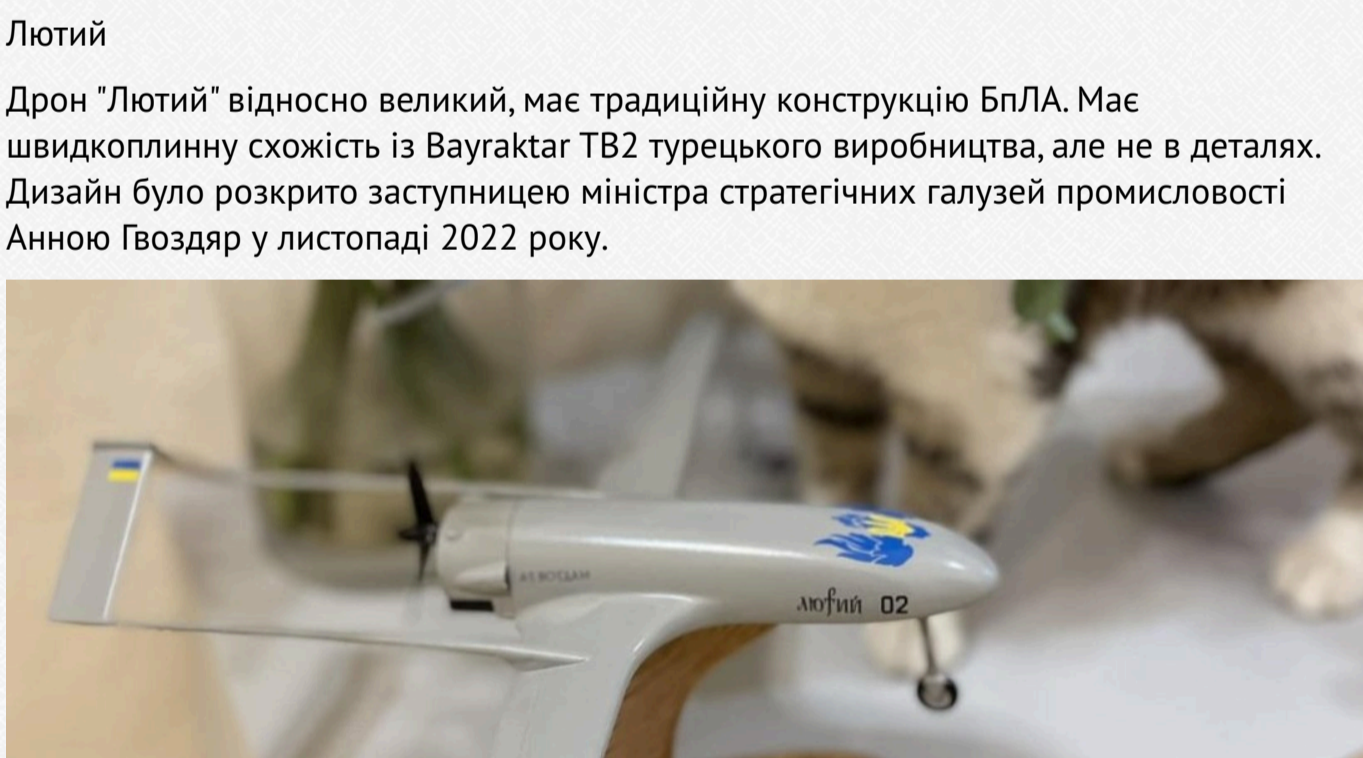 Лютий
Дрон "Лютий" відносно великий, має традиційну конструкцію БпЛА. Має
швидкоплинну схожість із Bayraktar TB2 турецького виробництва, але не в деталях.
Дизайн було розкрито заступницею міністра стратегічних галузей промисловості
Анною Гвоздяр у листопаді 2022 року.
лютий 02